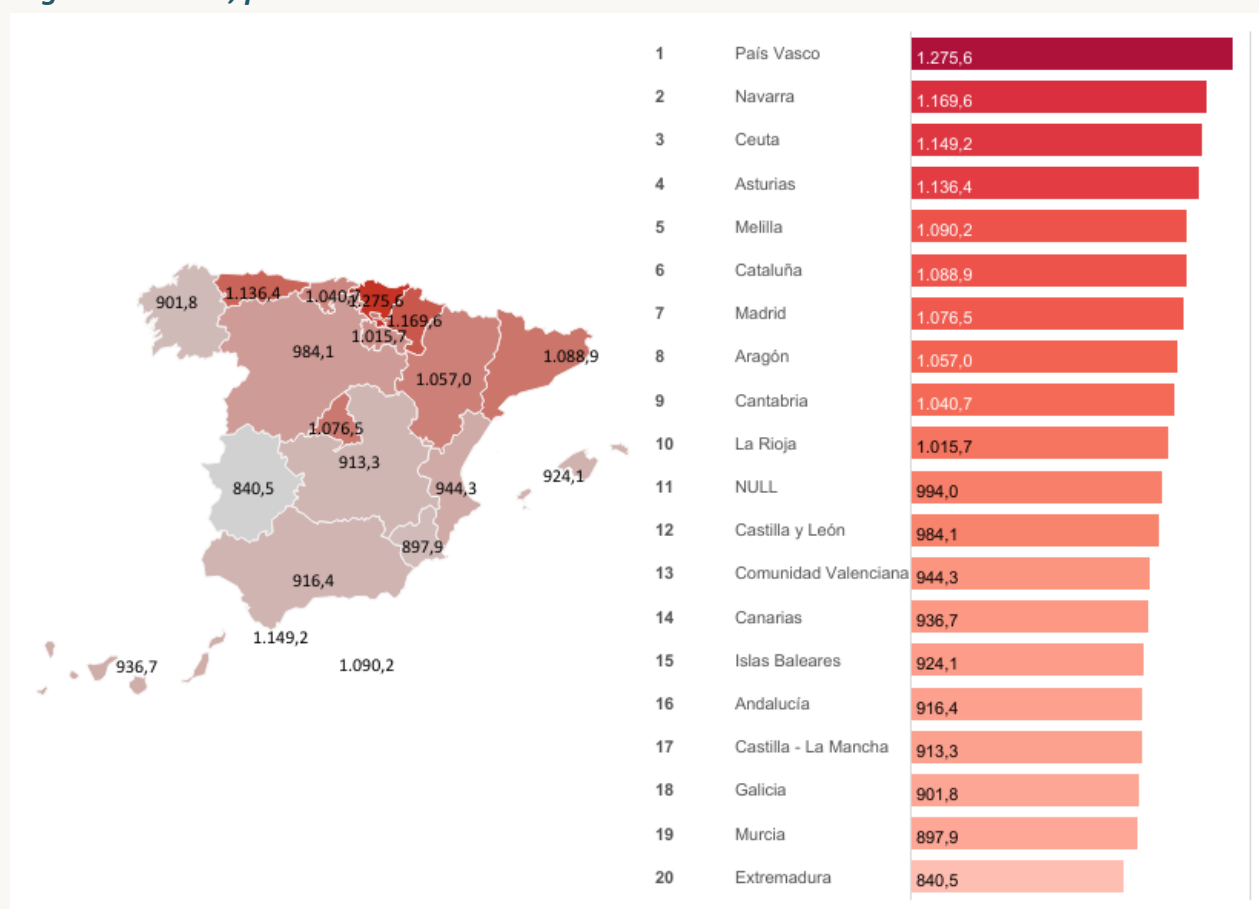 901,8
1.136,4
1.040,7
1.275,6
1.169,6
1.015,7
984,1
1.057,0
1.088,9
1.076,5
913,3
840,5
944,3
924,1
897,9
916,4
1.149,2
936,7
1.090,2
1 País Vasco 1.275,6
2 Navarra 1.169,6
3 Ceuta 1.149,2
4 Asturias 1.136,4
5 Melilla 1.090,2
6 Cataluña 1.088,9
7 Madrid 1.076,5
8 Aragón 1.057,0
9 Cantabria 1.040,7
10 La Rioja 1.015,7
11 NULL 994,0
12 Castilla y León 984,1
13 Comunidad Valenciana 944,3
14 Canarias 936,7
15 Islas Baleares 924,1
16 Andalucía 916,4
17 Castilla - La Mancha 913,3
18 Galicia 901,8
19 Murcia 897,9
20 Extremadura 840,5